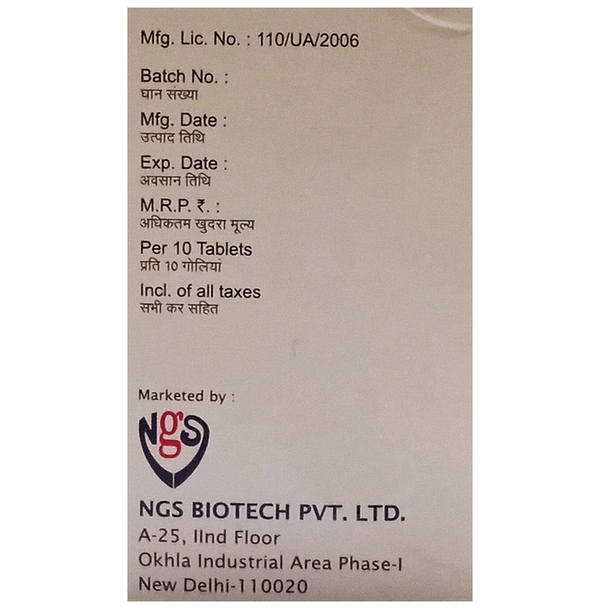 Mfg. Lic. No. : 110/UA/2006
Batch No. :
घान संख्या
Mfg. Date :
उत्पाद तिथि
Exp. Date :
अवसान तिथि
M.R.P. ₹. :
अधिकतम खुदरा मूल्य
Per 10 Tablets
प्रति 10 गोलियां
Incl. of all taxes
सभी कर सहित
Marketed by :
Ngs
NGS BIOTECH PVT. LTD.
A-25, IInd Floor
Okhla Industrial Area Phase-I
New Delhi-110020